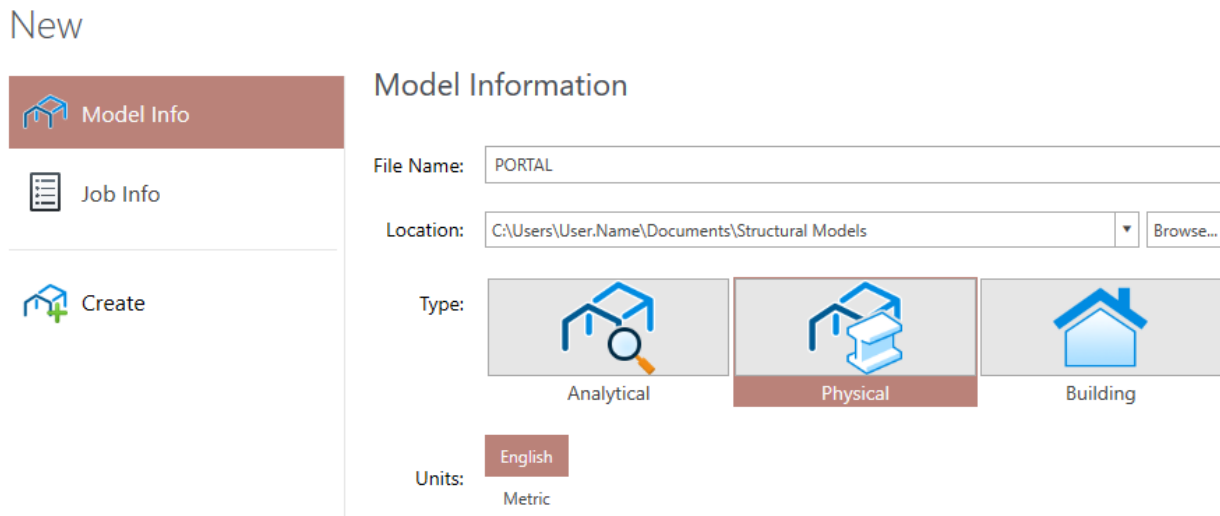 New
Model Info
Job Info
Create
Model Information
File Name: PORTAL
Location: C:\Users\User.Name\Documents\Structural Models Browse...
Type:
Analytical Physical Building
Units: English
Metric